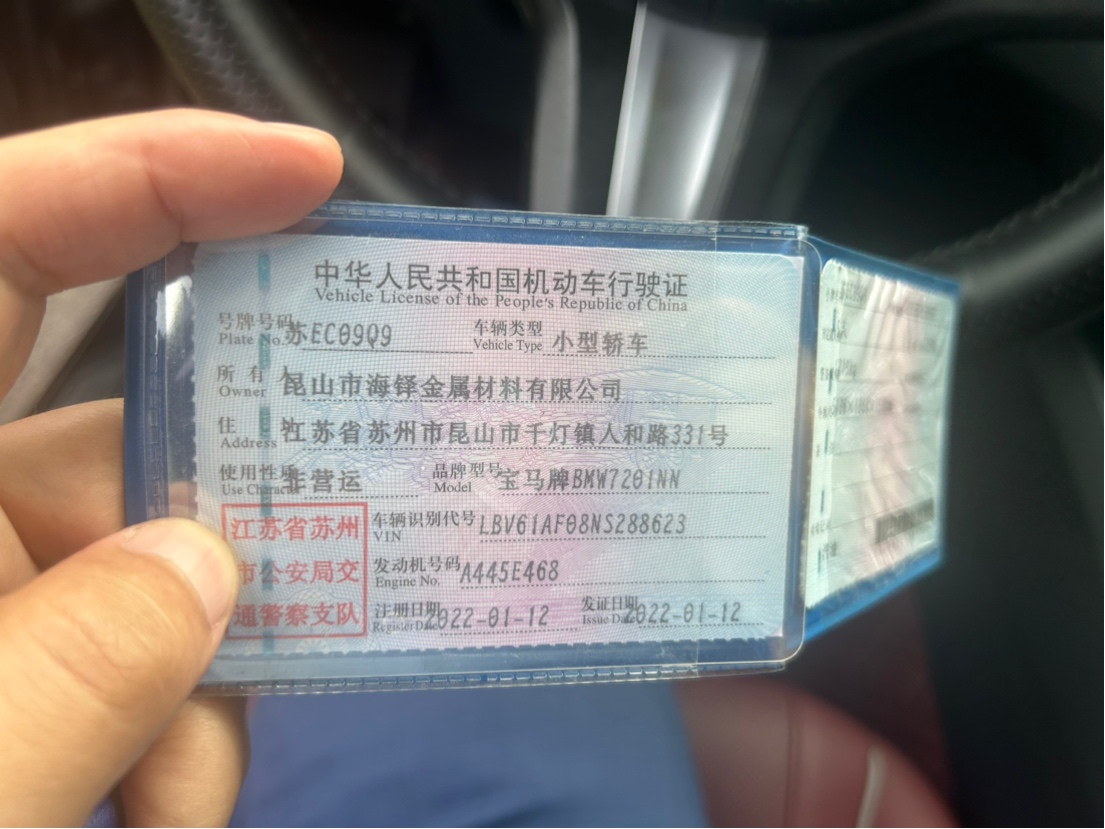 中华人民共和国机动车行驶证
Vehicle License of the People's Republic of China
号牌号码 苏EC09Q9 车辆类型 小型轿车
Plate No. Vehicle Type
所有人 昆山市海铎金属材料有限公司
Owner
住址 江苏省苏州市昆山市千灯镇人和路331号
Address
使用性质 非营运 品牌型号 宝马牌BMW7201NN
Use Character Model
江苏省苏州
市公安局交
通警察支队
车辆识别代号 LBV61AF08NS288623
VIN
发动机号码 A445E468
Engine No.
注册日期 2022-01-12 发证日期 2022-01-12
Register Date Issue Date